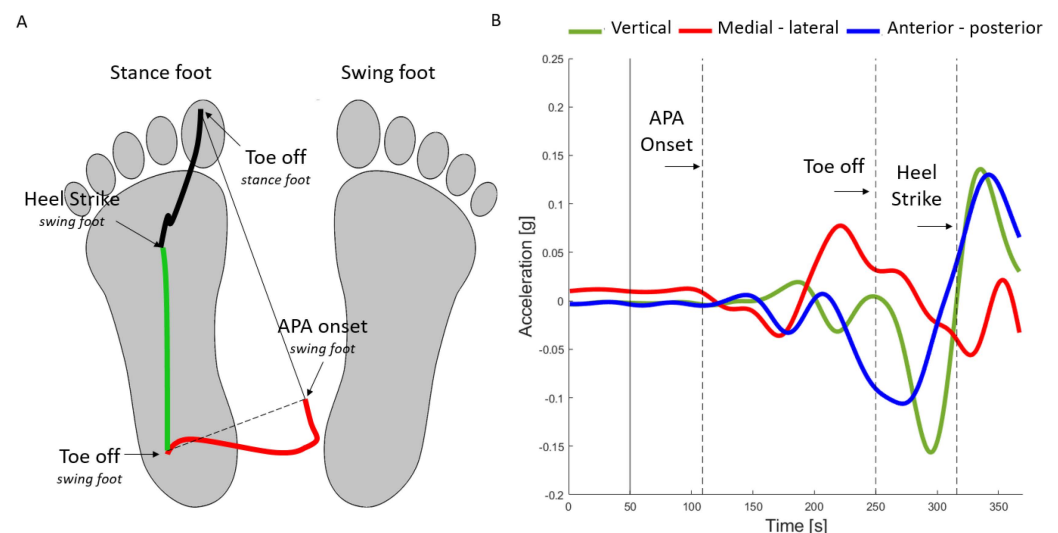 A
Stance foot
Swing foot
Toe off
stance foot
Heel Strike
swing foot
APA onset
swing foot
Toe off
swing foot
B
Vertical
Medial - lateral
Anterior - posterior
0.25
0.2
0.15
0.1
0.05
0
-0.05
-0.1
-0.15
-0.2
Acceleration [g]
APA
Onset
Toe off
Heel
Strike
0
50
100
150
200
250
300
350
Time [s]